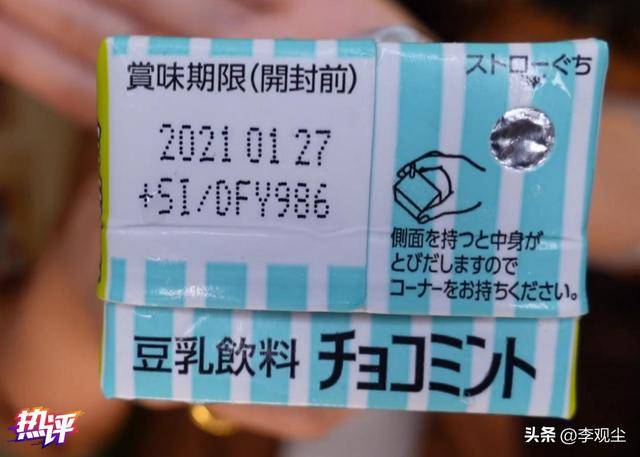 賞味期限(開封前)
2021 01 27
+SI/OFY986
ストローぐち
側面を持つと中身が
とびだしますので
コーナーをお持ちください。
豆乳飲料 チョコミント
热评
头条 @李观尘